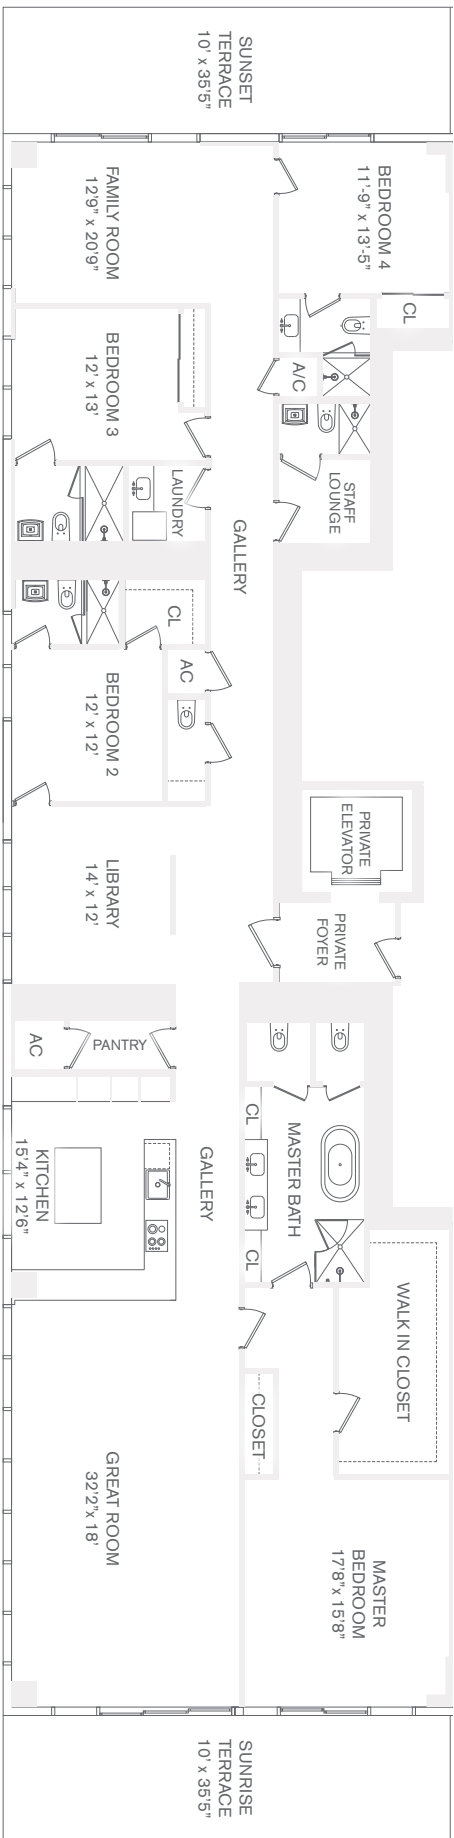 SUNSET
TERRACE
10' x 35'5"
FAMILY ROOM
12'9" x 20'9"
BEDROOM 4
11'-9" x 13'-5"
CL
BEDROOM 3
12' x 13'
A/C
STAFF
LOUNGE
LAUNDRY
GALLERY
CL
AC
BEDROOM 2
12' x 12'
PRIVATE
ELEVATOR
LIBRARY
14' x 12'
PRIVATE
FOYER
AC
PANTRY
CL
MASTER BATH
CL
KITCHEN
15'4" x 12'6"
GALLERY
WALK IN CLOSET
CLOSET
GREAT ROOM
32'2"x 18'
MASTER
BEDROOM
17'8" x 15'8"
SUNRISE
TERRACE
10' x 35'5"